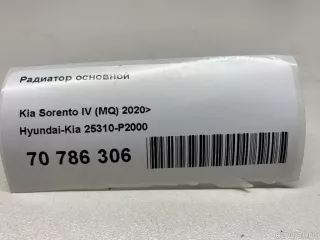 Радиатор основной
Kia Sorento IV (MQ) 2020>
Hyundai-Kia 25310-P2000
70 786 306